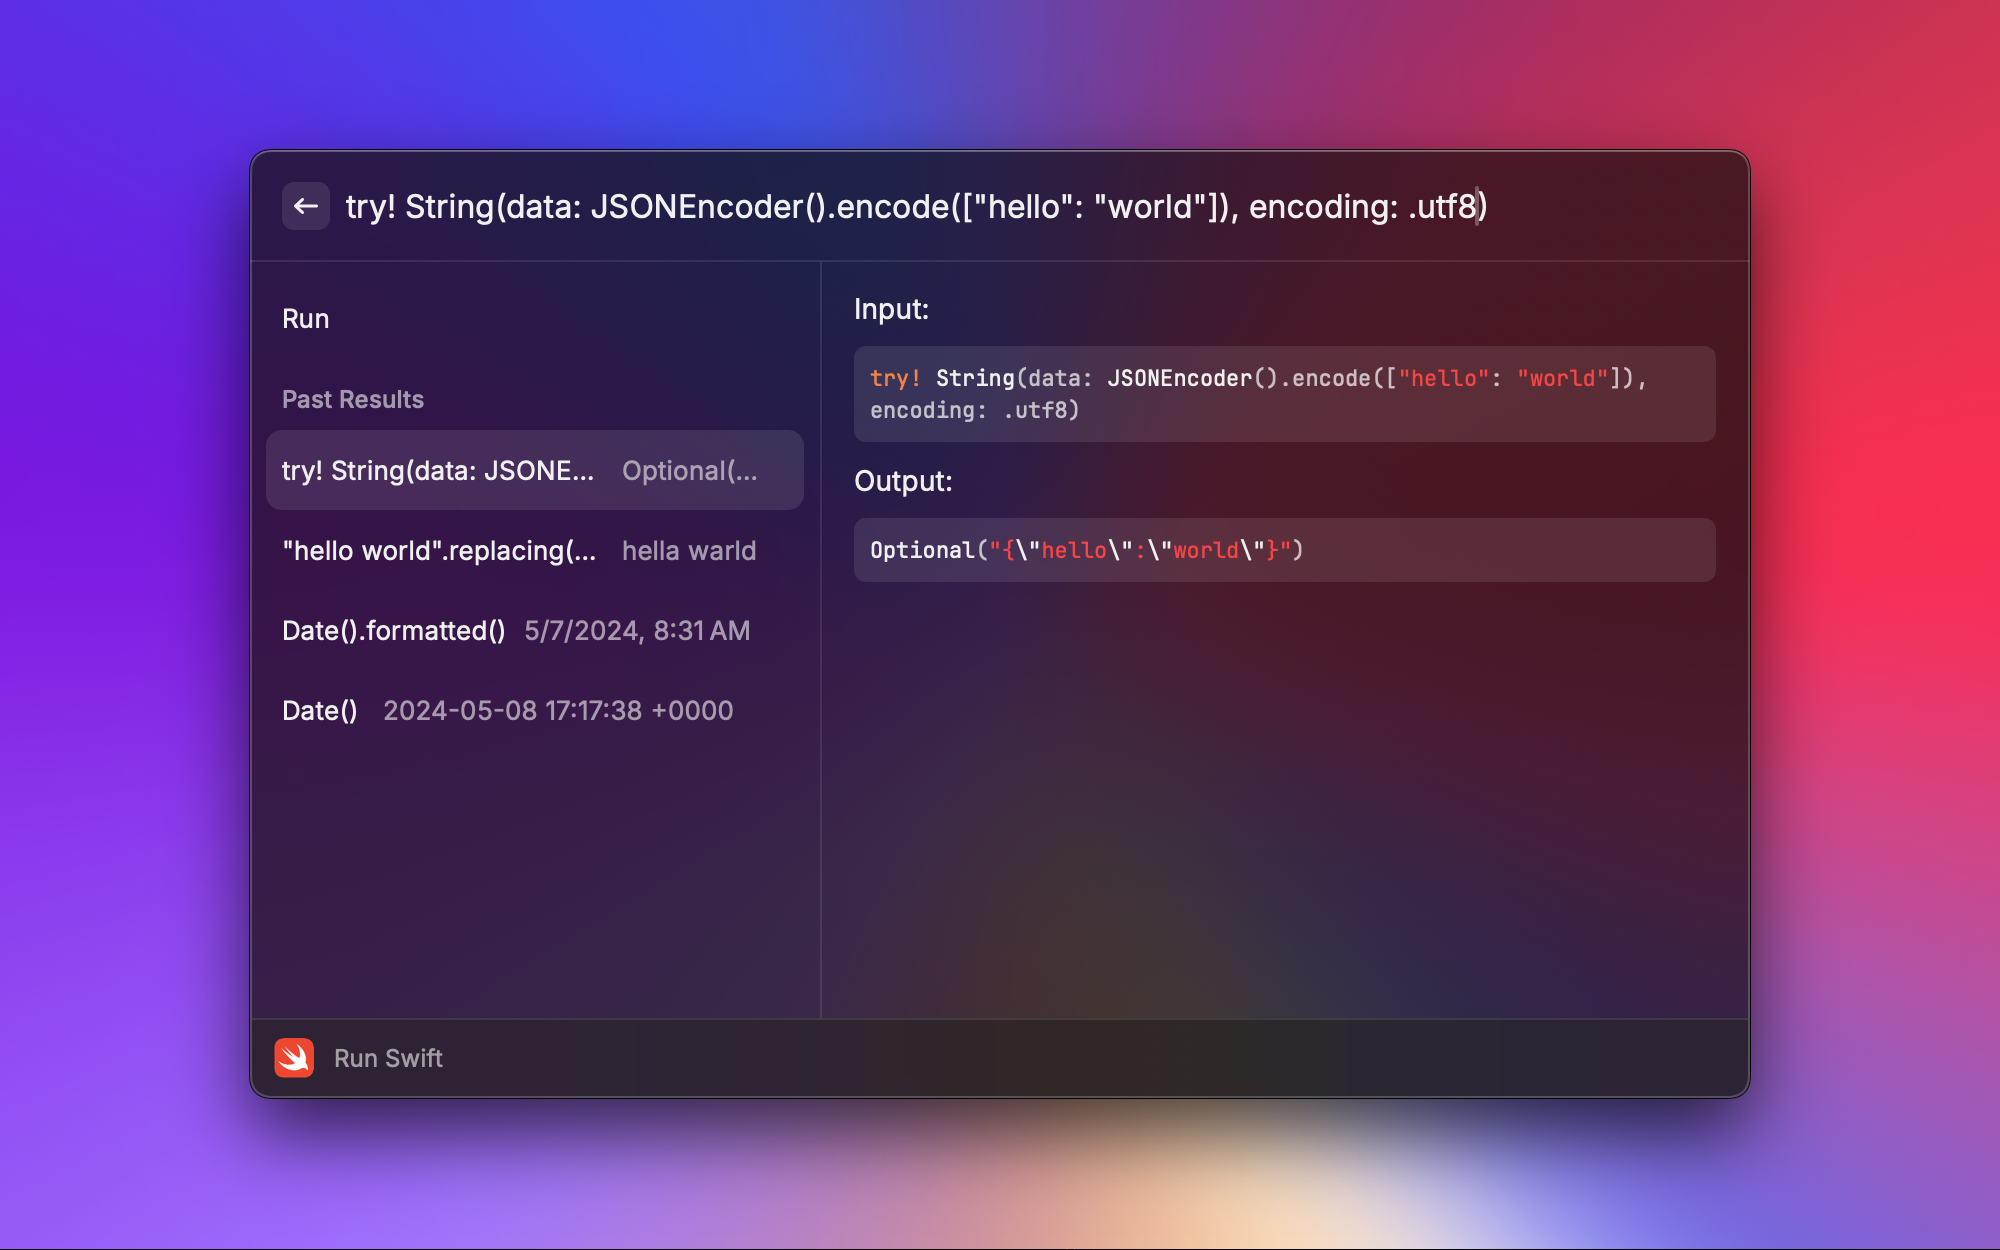 try! String(data: JSONEncoder().encode(["hello": "world"]), encoding: .utf8)
Run
Past Results
try! String(data: JSONE... Optional(...
"hello world".replacing(... hella warld
Date().formatted() 5/7/2024, 8:31 AM
Date() 2024-05-08 17:17:38 +0000
Input:
try! String(data: JSONEncoder().encode(["hello": "world"]),
encoding: .utf8)
Output:
Optional("{\"hello\":\"world\"}")
Run Swift